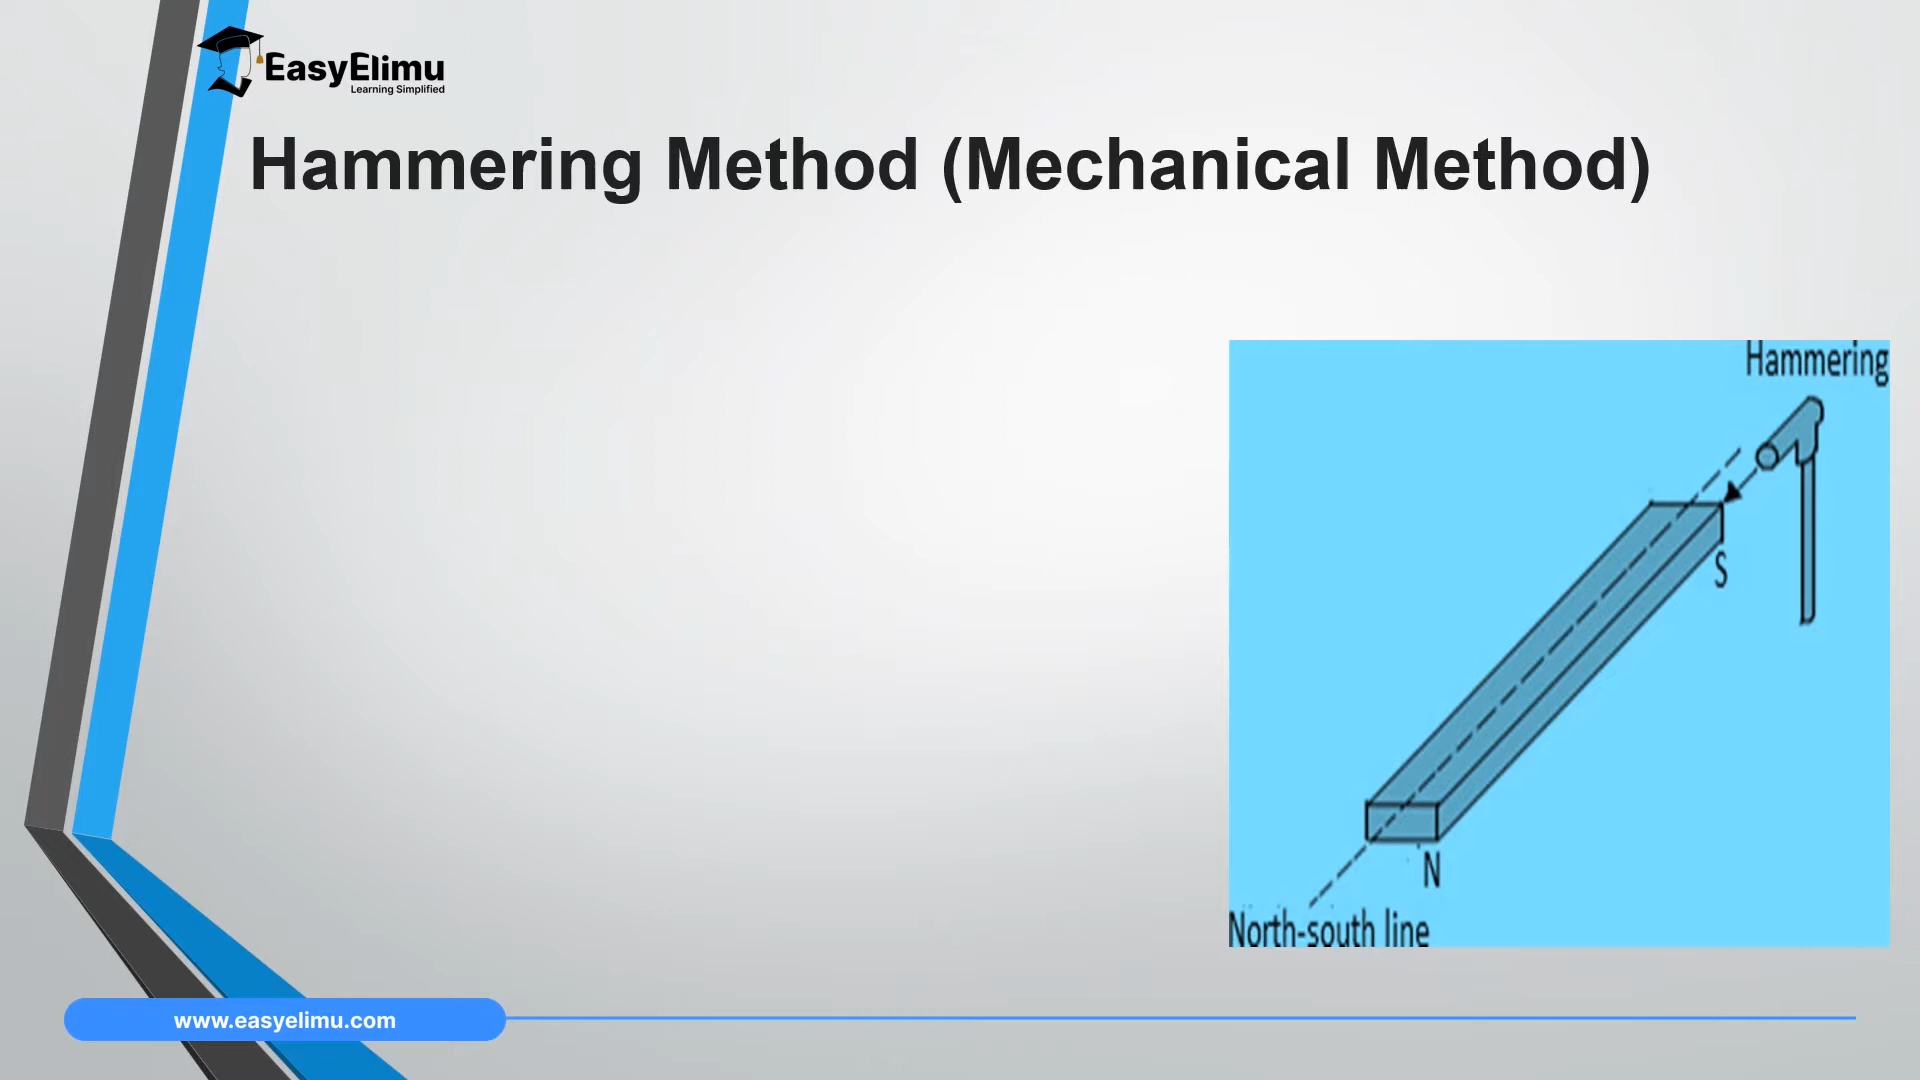 EasyElimu
Learning Simplified
Hammering Method (Mechanical Method)
Hammering
S
N
North-south line
www.easyelimu.com